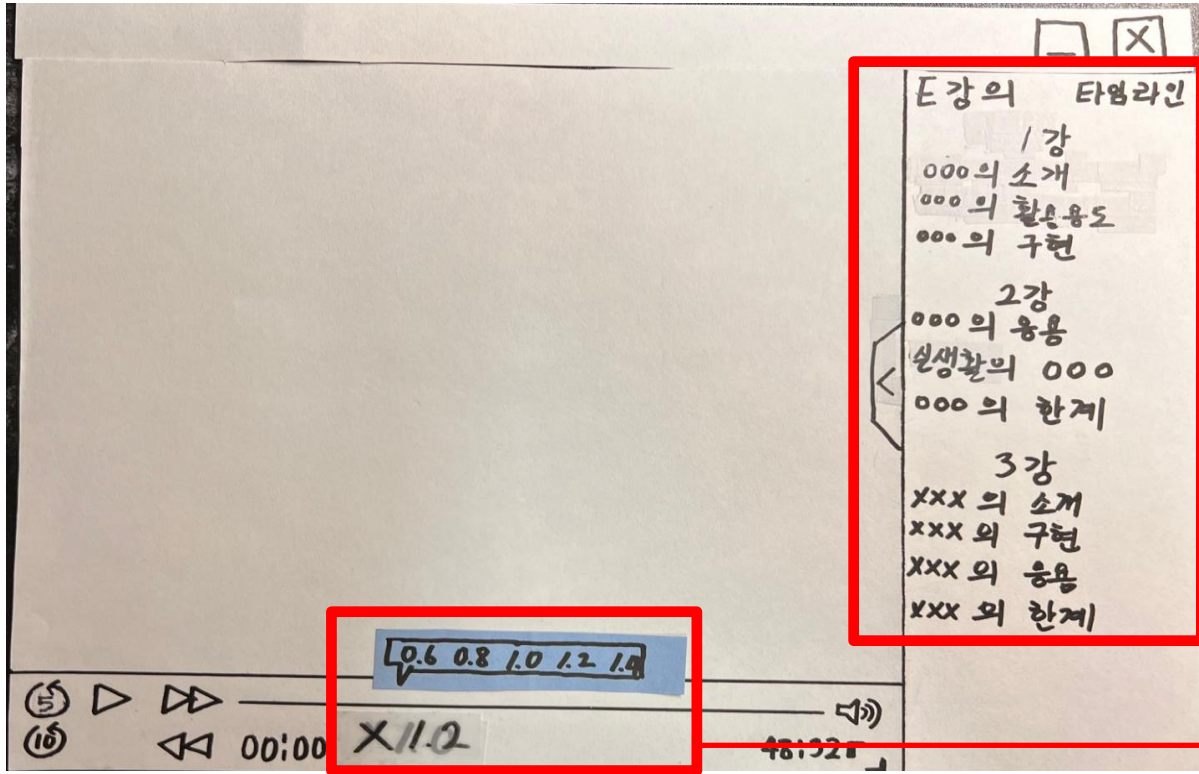 E강의 타임라인
1강
ooo의 소개
ooo의 활용용도
ooo의 구현
2강
ooo의 응용
실생활의 ooo
ooo의 한계
3강
xxx의 소개
xxx의 구현
xxx의 응용
xxx의 한계
0.6 0.8 1.0 1.2 1.4
5
10
00:00 X 1.2